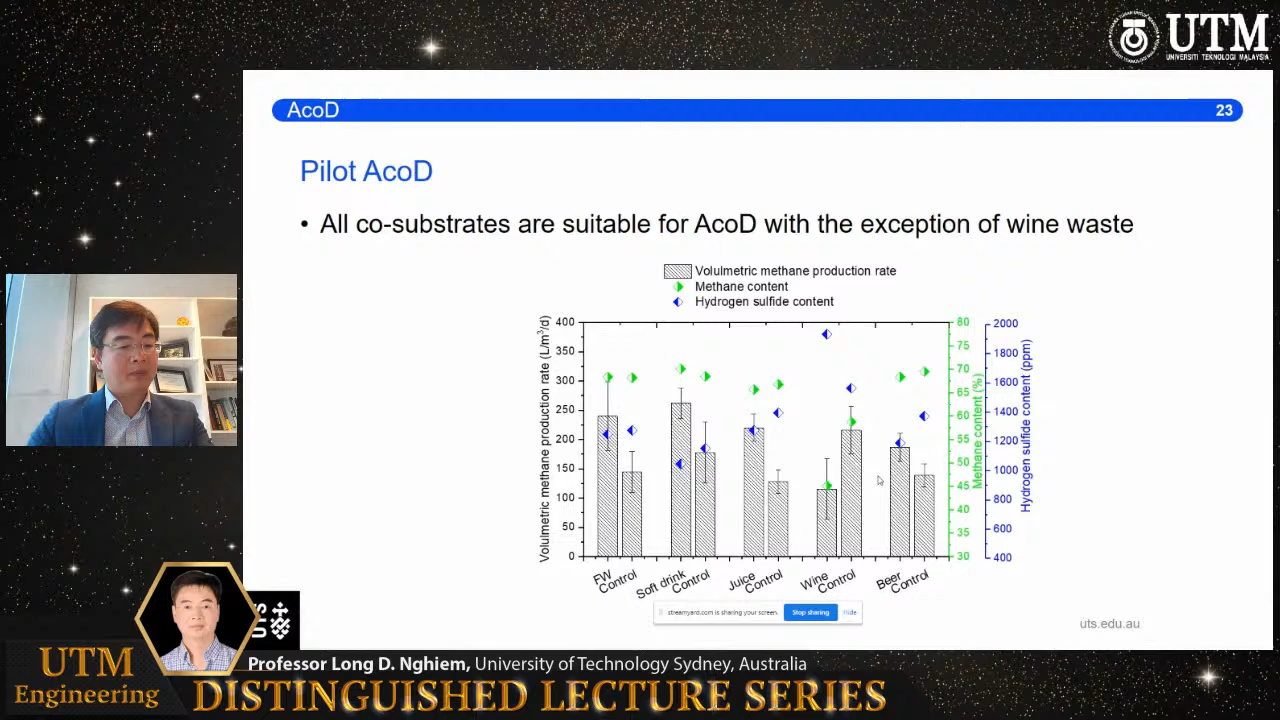 UTM
UNIVERSITI TEKNOLOGI MALAYSIA
AcoD 23
Pilot AcoD
• All co-substrates are suitable for AcoD with the exception of wine waste
Volulmetric methane production rate
Methane content
Hydrogen sulfide content
Volulmetric methane production rate (L/m³/d)
400
350
300
250
200
150
100
50
0
80
75
70
65
60
55
50
45
40
35
30
Methane content (%)
2000
1800
1600
1400
1200
1000
800
600
400
Hydrogen sulfide content (ppm)
FW
Control
Soft drink
Control
Juice
Control
Wine
Control
Beer
Control
streamyard.com is sharing your screen. Stop sharing Hide
uts.edu.au
UTM
Engineering
Professor Long D. Nghiem, University of Technology Sydney, Australia
DISTINGUISHED LECTURE SERIES